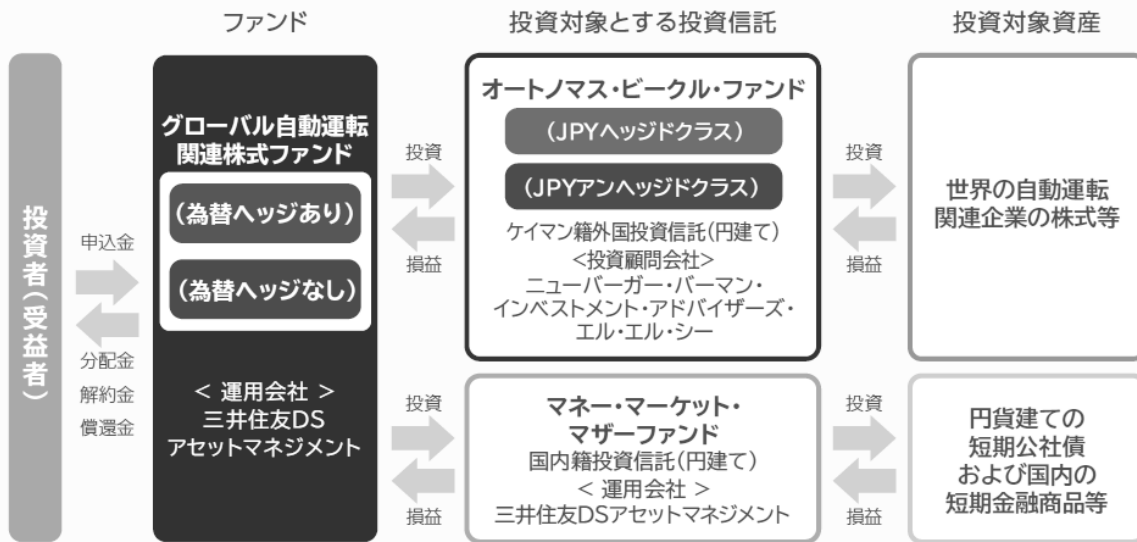 ファンド
投資対象とする投資信託
投資対象資産
投資者(受益者)
申込金
分配金
解約金
償還金
グローバル自動運転
関連株式ファンド
(為替ヘッジあり)
(為替ヘッジなし)
< 運用会社 >
三井住友DS
アセットマネジメント
投資
損益
オートノマス・ビークル・ファンド
(JPYヘッジドクラス)
(JPYアンヘッジドクラス)
ケイマン籍外国投資信託(円建て)
<投資顧問会社>
ニューバーガー・バーマン・
インベストメント・アドバイザーズ・
エル・エル・シー
投資
損益
世界の自動運転
関連企業の株式等
投資
損益
マネー・マーケット・
マザーファンド
国内籍投資信託(円建て)
< 運用会社 >
三井住友DSアセットマネジメント
投資
損益
円貨建ての
短期公社債
および国内の
短期金融商品等